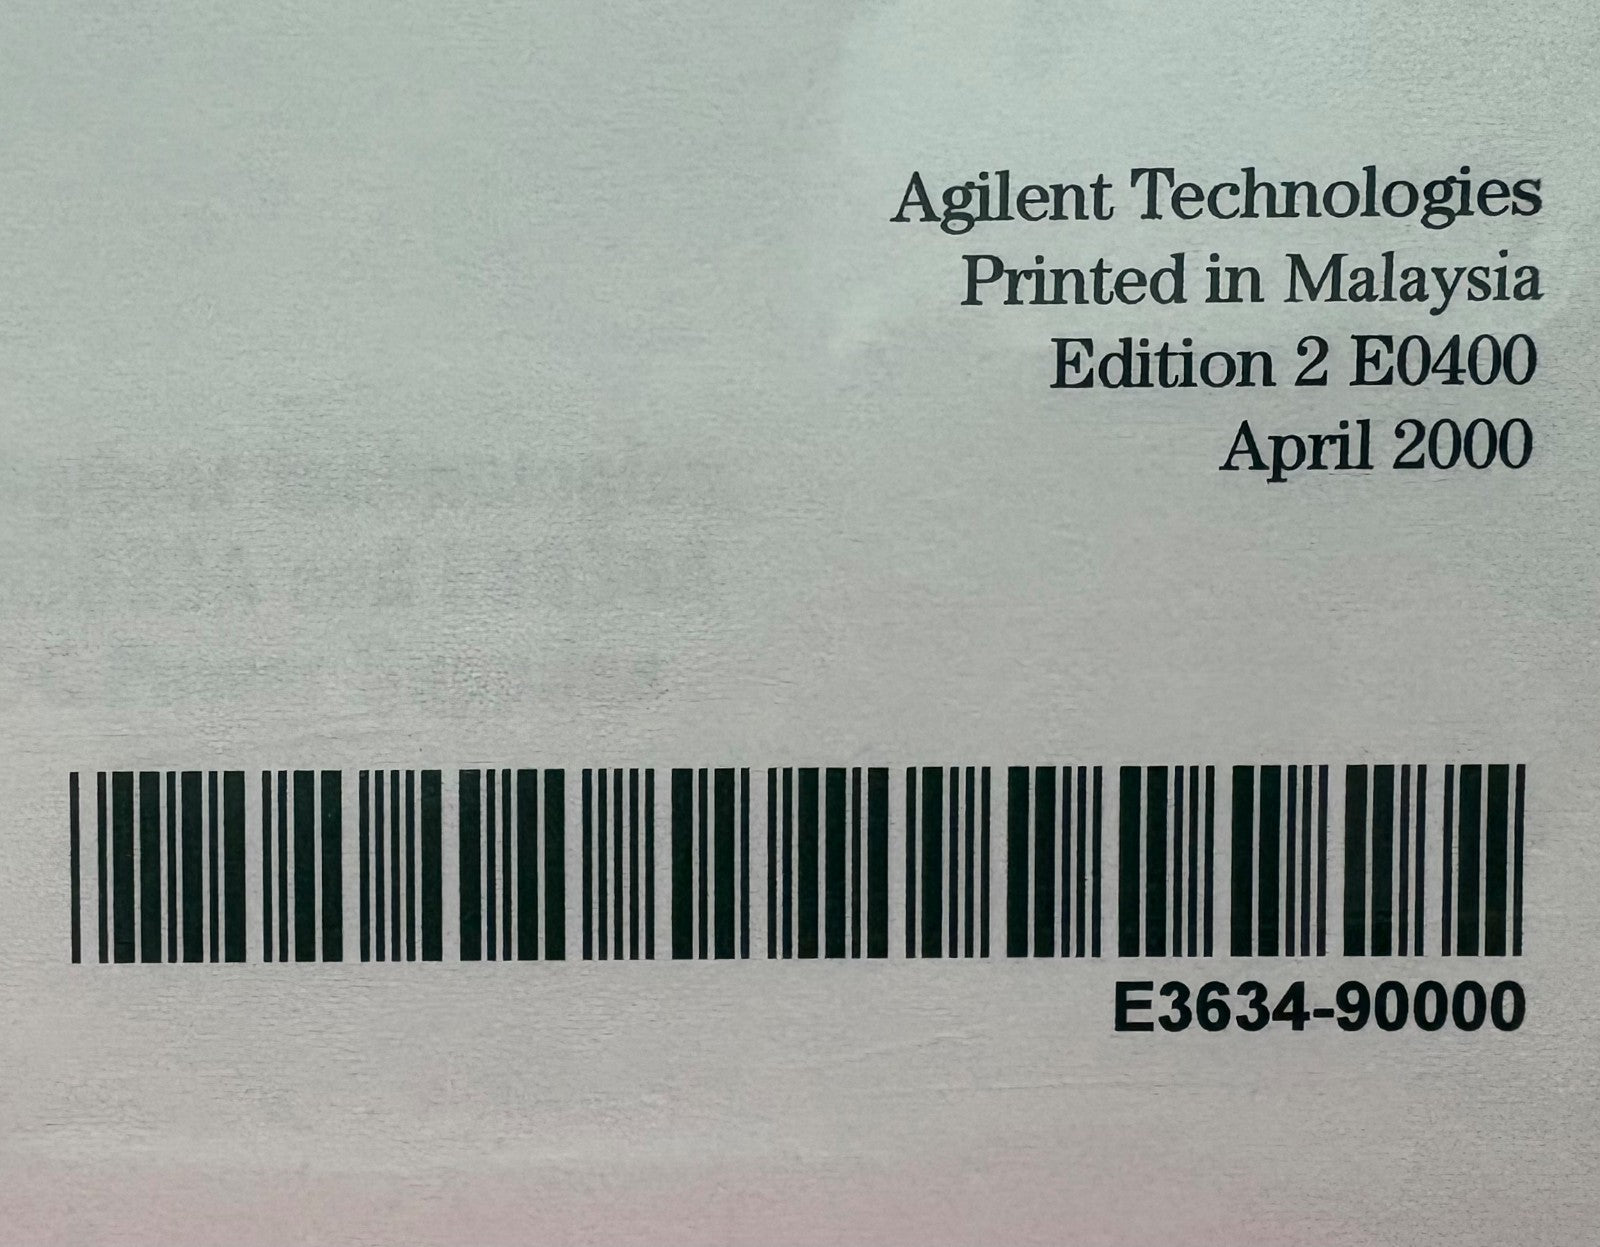 Agilent Technologies
Printed in Malaysia
Edition 2 E0400
April 2000
E3634-90000